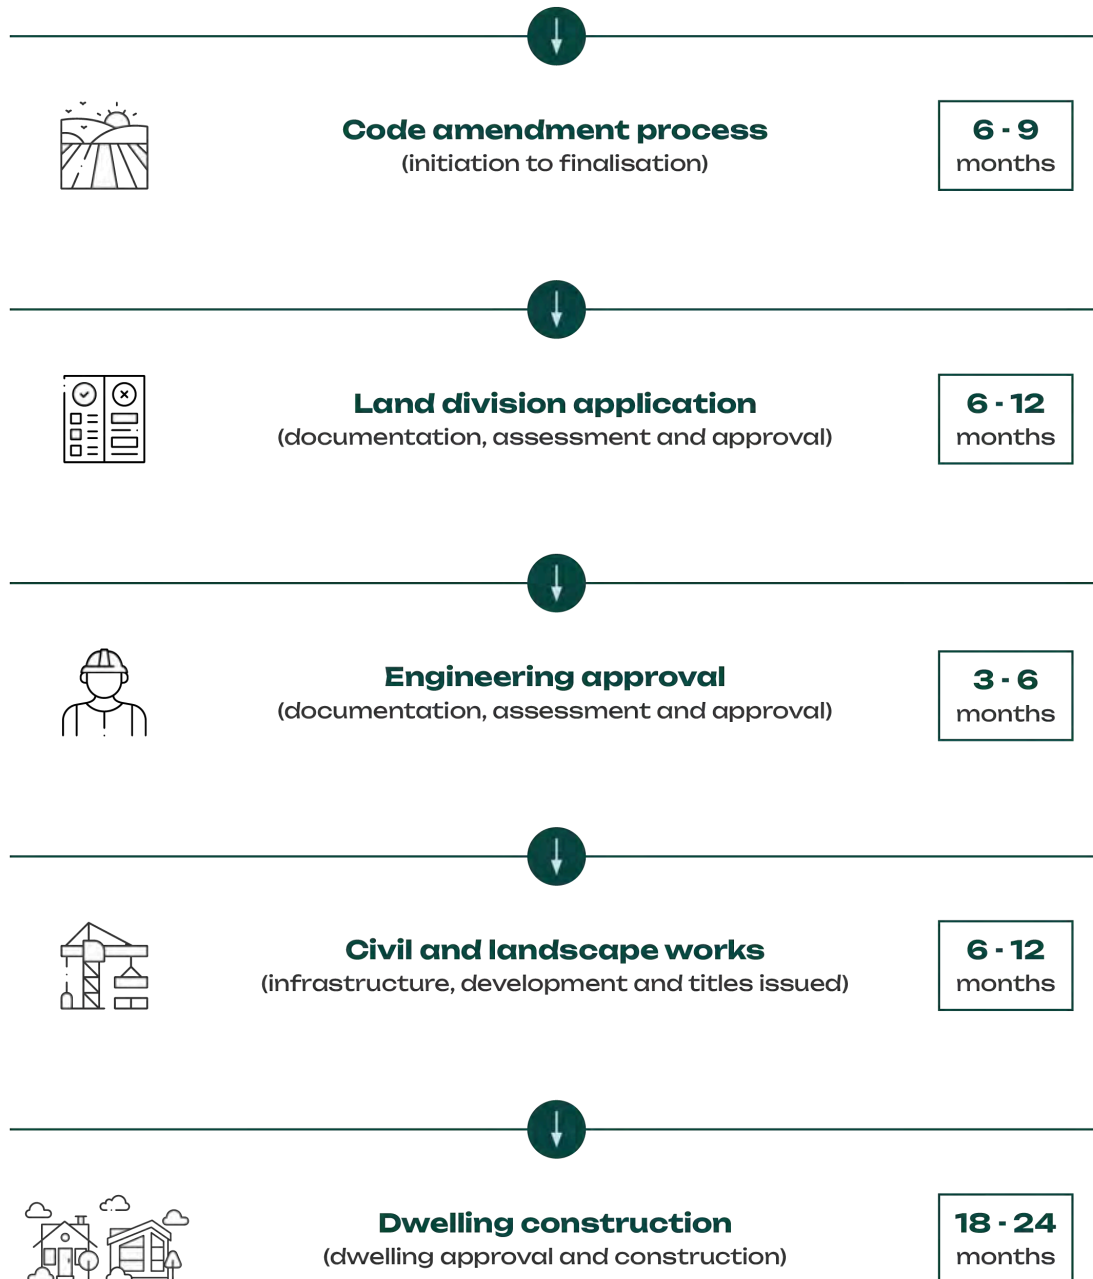 Code amendment process
(initiation to finalisation)
6 - 9
months
Land division application
(documentation, assessment and approval)
6 - 12
months
Engineering approval
(documentation, assessment and approval)
3 - 6
months
Civil and landscape works
(infrastructure, development and titles issued)
6 - 12
months
Dwelling construction
(dwelling approval and construction)
18 - 24
months